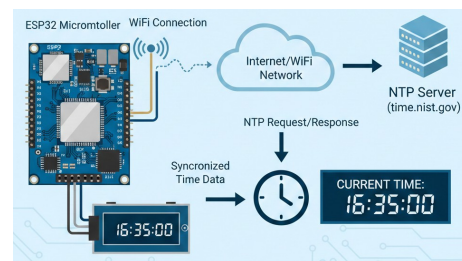 ESP32 Micromtoller
WiFi Connection
ESP3
Internet/WiFi
Network
NTP Server
(time.nist.gov)
NTP Request/Response
Syncronized
Time Data
CURRENT TIME:
16:35:00
16:35:00